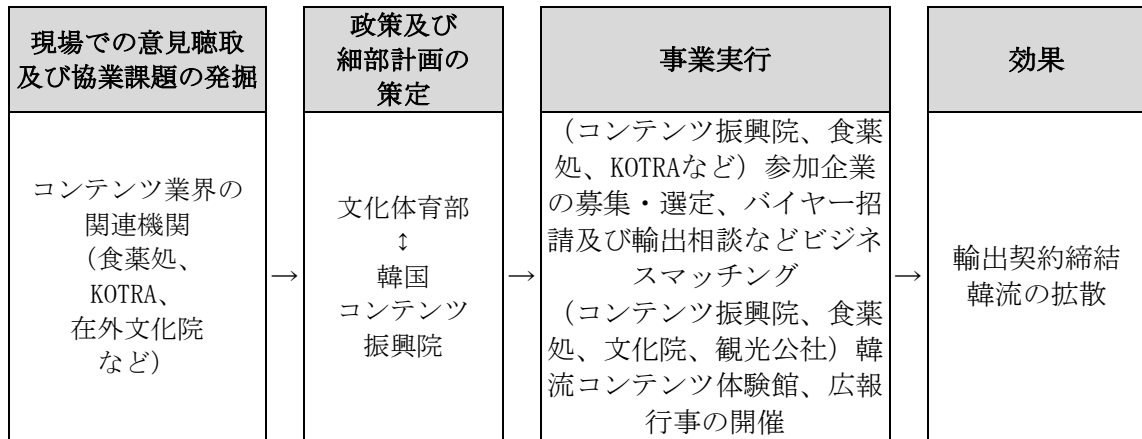 現場での意見聴取
及び協業課題の発掘
コンテンツ業界の
関連機関
（食薬処、
KOTRA、
在外文化院
など）
→
政策及び
細部計画の
策定
文化体育部
↕
韓国
コンテンツ
振興院
→
事業実行
（コンテンツ振興院、食薬
処、KOTRAなど）参加企業
の募集・選定、バイヤー招
請及び輸出相談などビジネ
スマッチング
（コンテンツ振興院、食薬
処、文化院、観光公社）韓
流コンテンツ体験館、広報
行事の開催
→
効果
輸出契約締結
韓流の拡散